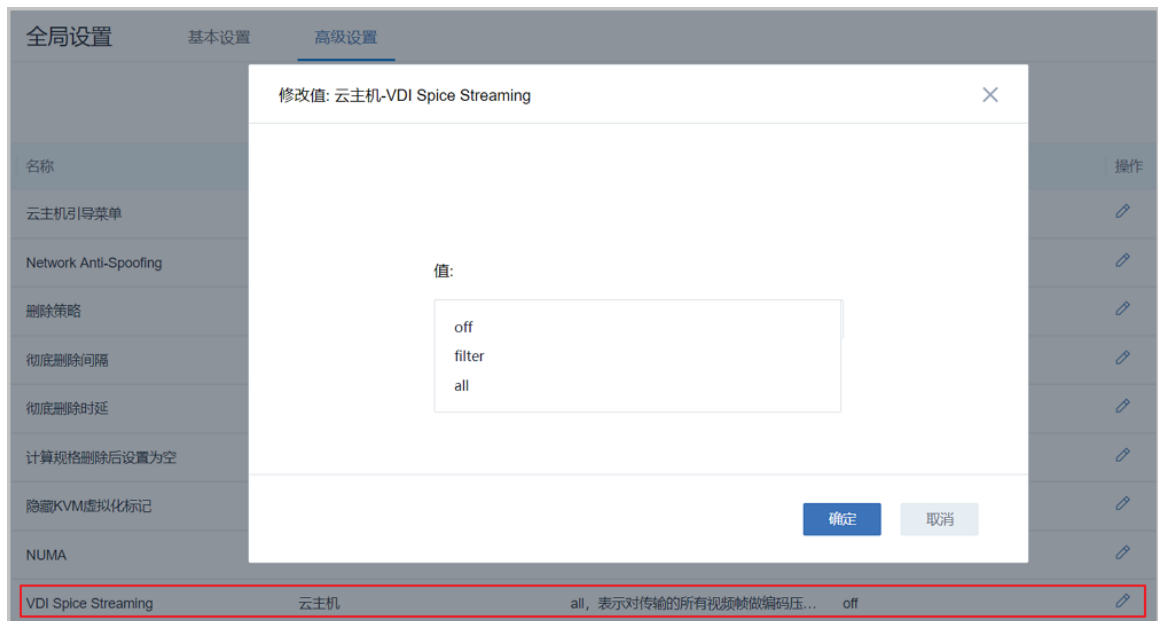 全局设置 基本设置 高级设置
修改值: 云主机-VDI Spice Streaming
名称 操作
云主机引导菜单
Network Anti-Spoofing
值:
删除策略
off
filter
彻底删除间隔
all
彻底删除时延
计算规格删除后设置为空
隐藏KVM虚拟化标记
确定 取消
NUMA
VDI Spice Streaming 云主机 all，表示对传输的所有视频帧做编码压... off